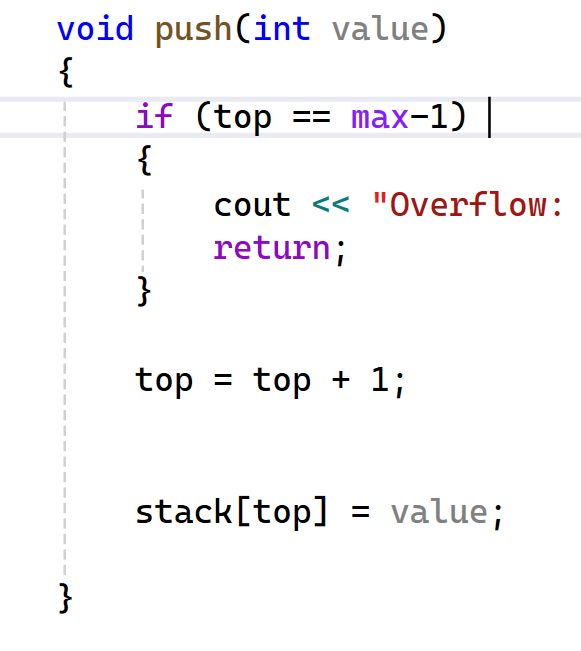 void push(int value)
{
if (top == max-1)
{
cout << "Overflow:
return;
}
top = top + 1;
stack[top] = value;
}